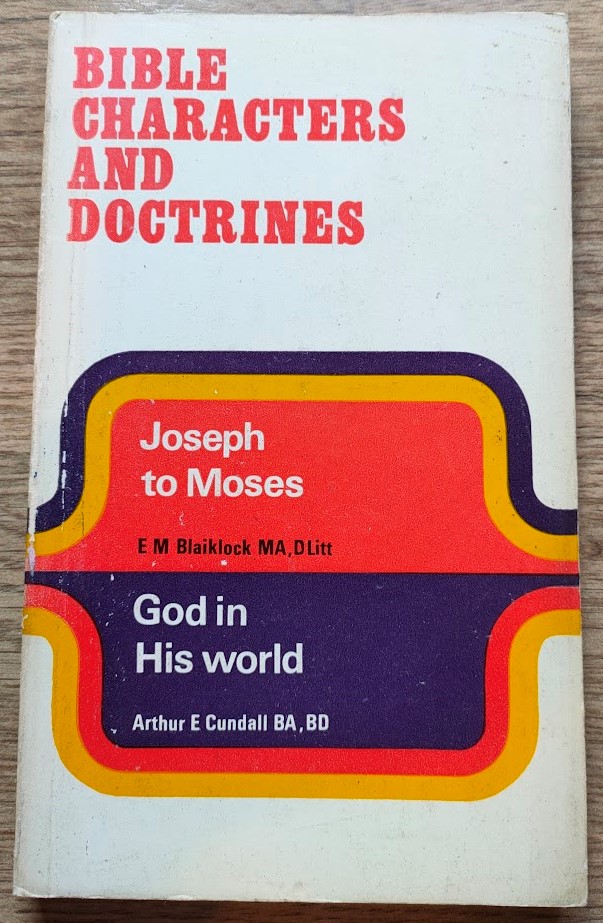 BIBLE
CHARACTERS
AND
DOCTRINES
Joseph
to Moses
E M Blaiklock MA, DLitt
God in
His world
Arthur E Cundall BA, BD